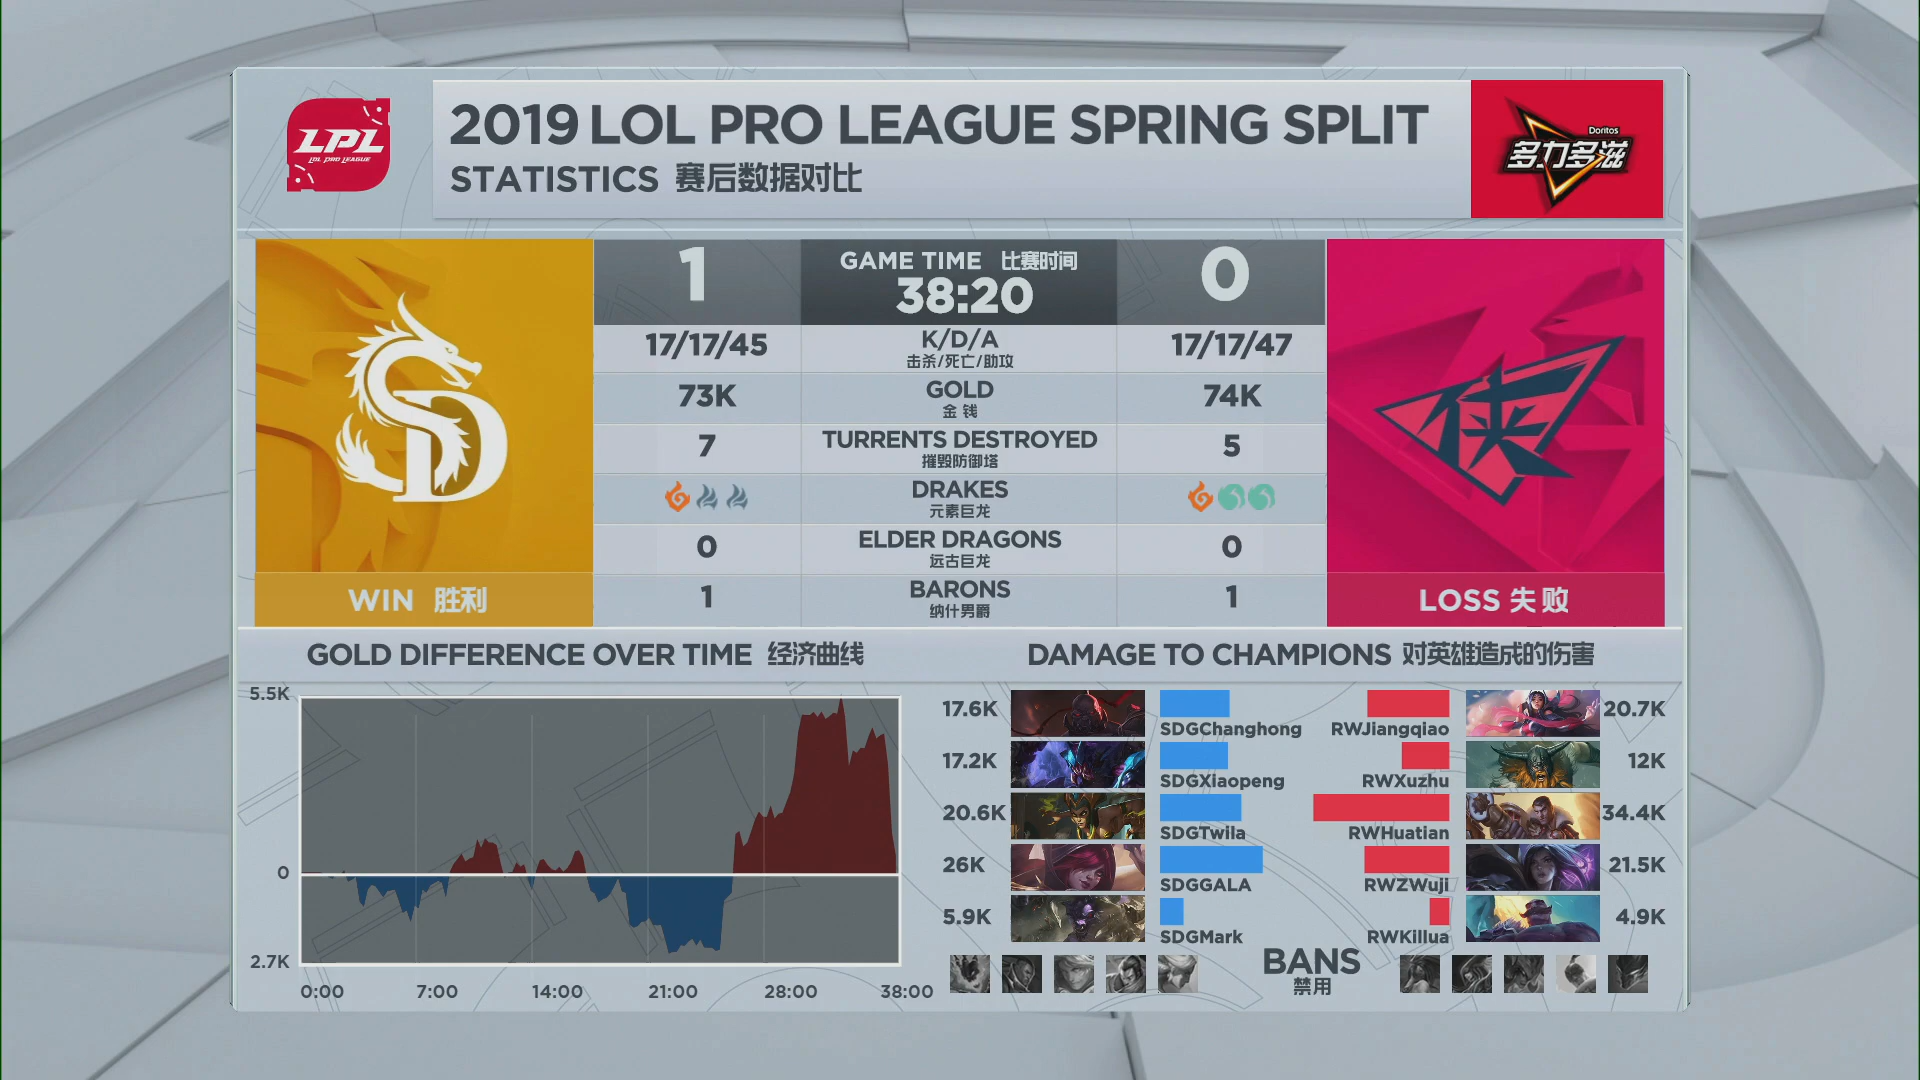 LPL
LOL PRO LEAGUE
2019 LOL PRO LEAGUE SPRING SPLIT
STATISTICS 赛后数据对比
Doritos
多力多滋
1
GAME TIME 比赛时间
38:20
0
17/17/45
K/D/A
击杀/死亡/助攻
17/17/47
73K
GOLD
金钱
74K
7
TURRENTS DESTROYED
摧毁防御塔
5
DRAKES
元素巨龙
0
ELDER DRAGONS
远古巨龙
0
1
BARONS
纳什男爵
1
SD
WIN 胜利
侠
LOSS 失败
GOLD DIFFERENCE OVER TIME 经济曲线
5.5K
0
2.7K
0:00 7:00 14:00 21:00 28:00 38:00
DAMAGE TO CHAMPIONS 对英雄造成的伤害
17.6K SDGChanghong RWJiangqiao 20.7K
17.2K SDGXiaopeng RWXuzhu 12K
20.6K SDGTwila RWHuatian 34.4K
26K SDGGALA RWZWuji 21.5K
5.9K SDGMark RWKillua 4.9K
BANS
禁用